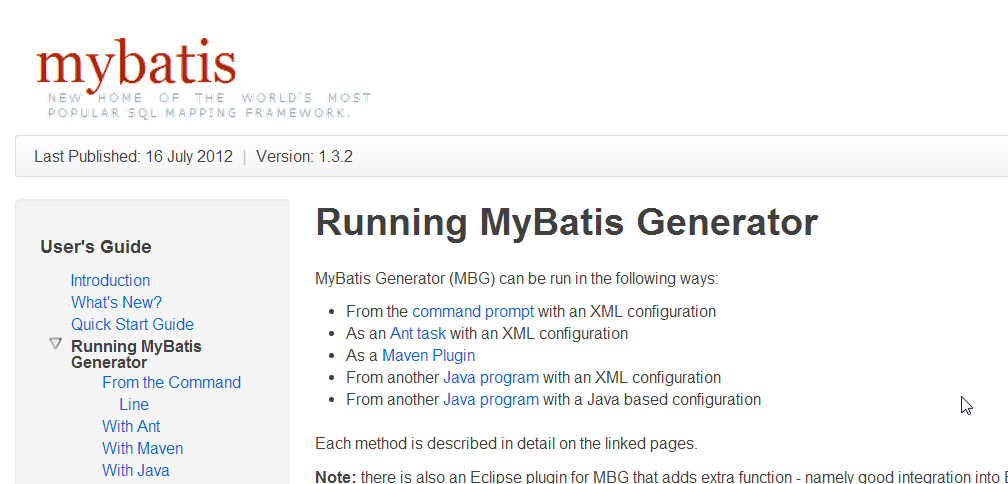 mybatis
NEW HOME OF THE WORLD'S MOST
POPULAR SQL MAPPING FRAMEWORK.
Last Published: 16 July 2012 | Version: 1.3.2
User's Guide
Introduction
What's New?
Quick Start Guide
Running MyBatis
Generator
From the Command
Line
With Ant
With Maven
With Java
Running MyBatis Generator
MyBatis Generator (MBG) can be run in the following ways:
• From the command prompt with an XML configuration
• As an Ant task with an XML configuration
• As a Maven Plugin
• From another Java program with an XML configuration
• From another Java program with a Java based configuration
Each method is described in detail on the linked pages.
Note: there is also an Eclipse plugin for MBG that adds extra function - namely good integration into